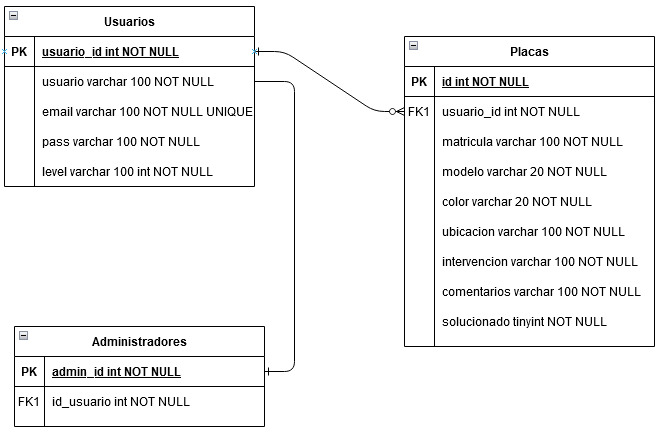 Usuarios
PK usuario_id int NOT NULL
usuario varchar 100 NOT NULL
email varchar 100 NOT NULL UNIQUE
pass varchar 100 NOT NULL
level varchar 100 int NOT NULL
Placas
PK id int NOT NULL
FK1 usuario_id int NOT NULL
matricula varchar 100 NOT NULL
modelo varchar 20 NOT NULL
color varchar 20 NOT NULL
ubicacion varchar 100 NOT NULL
intervencion varchar 100 NOT NULL
comentarios varchar 100 NOT NULL
solucionado tinyint NOT NULL
Administradores
PK admin_id int NOT NULL
FK1 id_usuario int NOT NULL